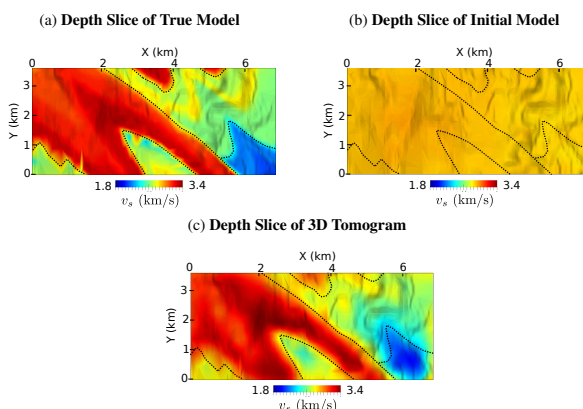 (a) Depth Slice of True Model
X (km)
0 2 4 6
Y (km)
3
2
1
0
1.8 3.4
v_s (km/s)
(b) Depth Slice of Initial Model
X (km)
0 2 4 6
Y (km)
3
2
1
0
1.8 3.4
v_s (km/s)
(c) Depth Slice of 3D Tomogram
X (km)
0 2 4 6
Y (km)
3
2
1
0
1.8 3.4
v_s (km/s)